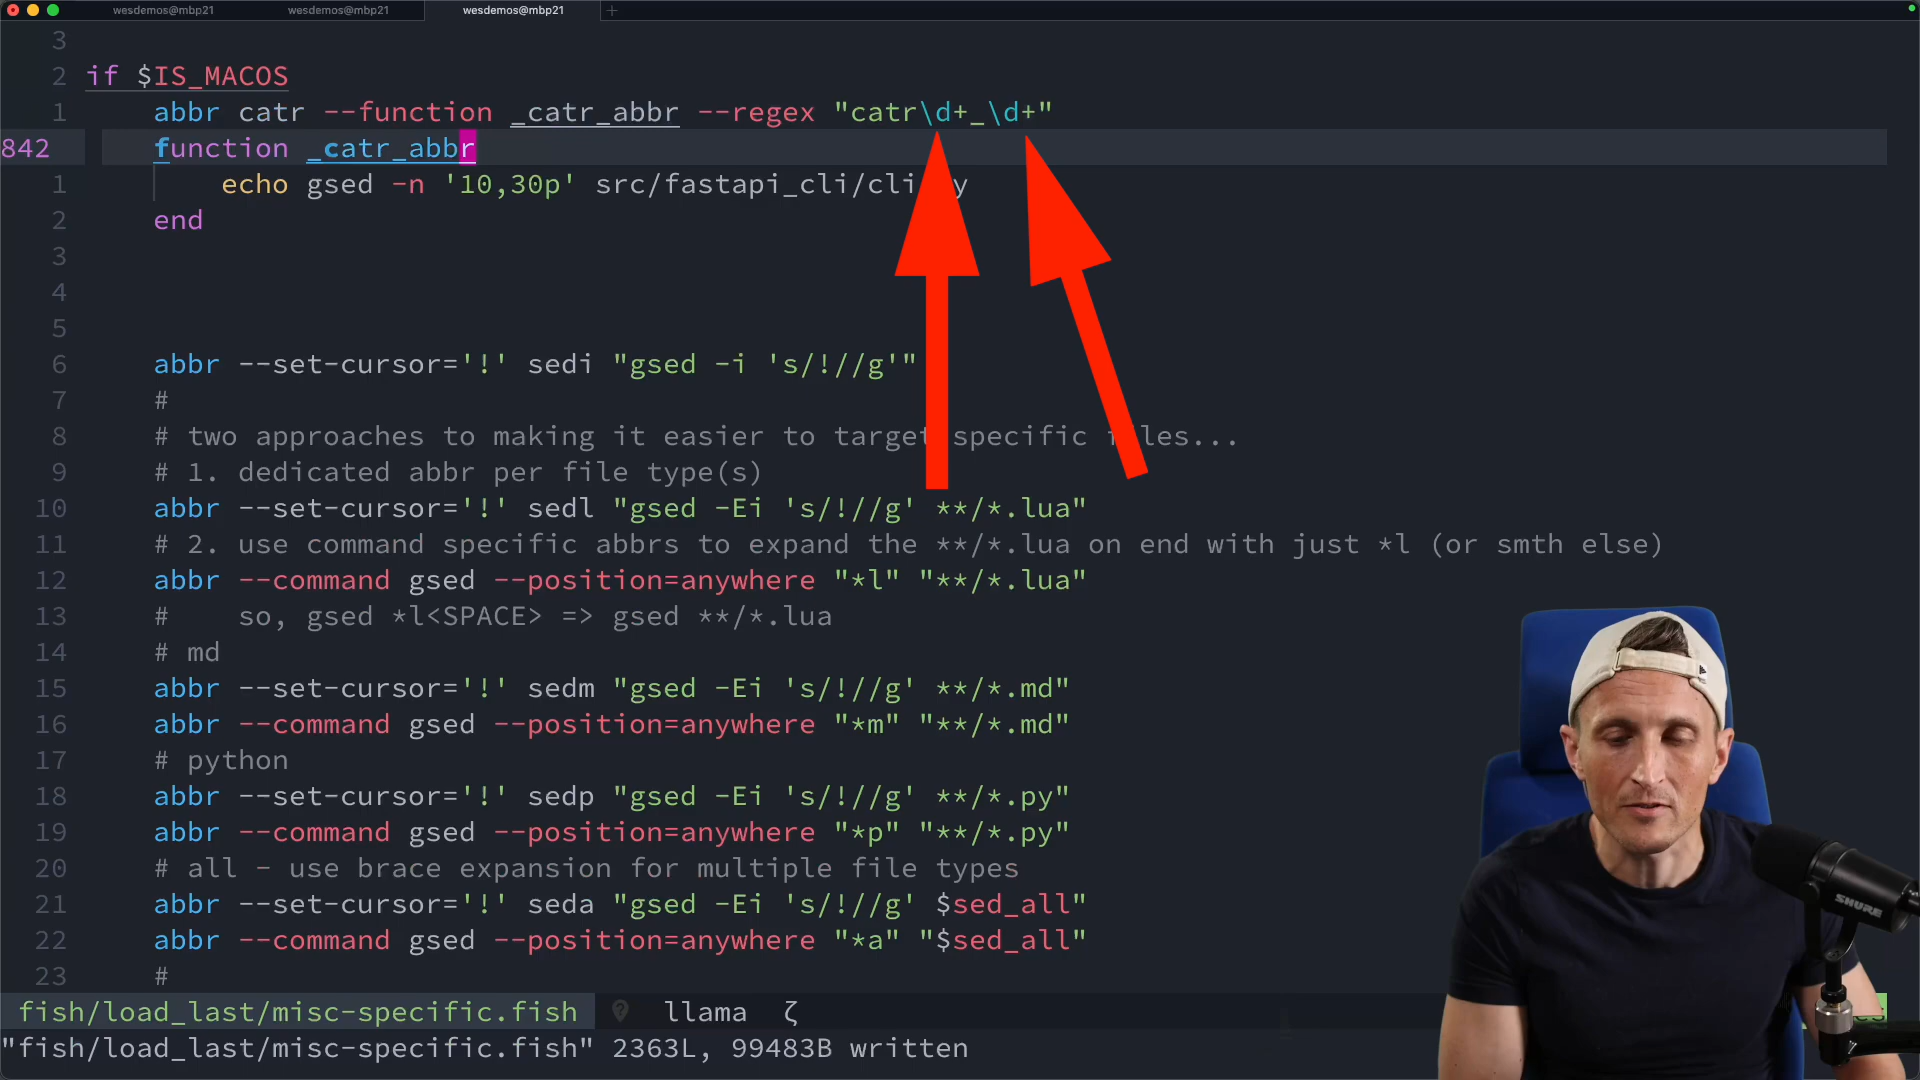 wesdemos@mbp21 wesdemos@mbp21 wesdemos@mbp21 +
3
2 if $IS_MACOS
1 abbr catr --function _catr_abbr --regex "catr\d+_\d+"
842 function _catr_abbr
1 echo gsed -n '10,30p' src/fastapi_cli/cli y
2 end
3
4
5
6 abbr --set-cursor='!' sedi "gsed -i 's/!//g'"
7 #
8 # two approaches to making it easier to target specific les...
9 # 1. dedicated abbr per file type(s)
10 abbr --set-cursor='!' sedl "gsed -Ei 's/!//g' **/*.lua"
11 # 2. use command specific abbrs to expand the **/*.lua on end with just *l (or smth else)
12 abbr --command gsed --position=anywhere "*l" "**/*.lua"
13 # so, gsed *l<SPACE> => gsed **/*.lua
14 # md
15 abbr --set-cursor='!' sedm "gsed -Ei 's/!//g' **/*.md"
16 abbr --command gsed --position=anywhere "*m" "**/*.md"
17 # python
18 abbr --set-cursor='!' sedp "gsed -Ei 's/!//g' **/*.py"
19 abbr --command gsed --position=anywhere "*p" "**/*.py"
20 # all - use brace expansion for multiple file types
21 abbr --set-cursor='!' seda "gsed -Ei 's/!//g' $sed_all"
22 abbr --command gsed --position=anywhere "*a" "$sed_all"
23 #
fish/load_last/misc-specific.fish llama ζ
"fish/load_last/misc-specific.fish" 2363L, 99483B written
SHURE